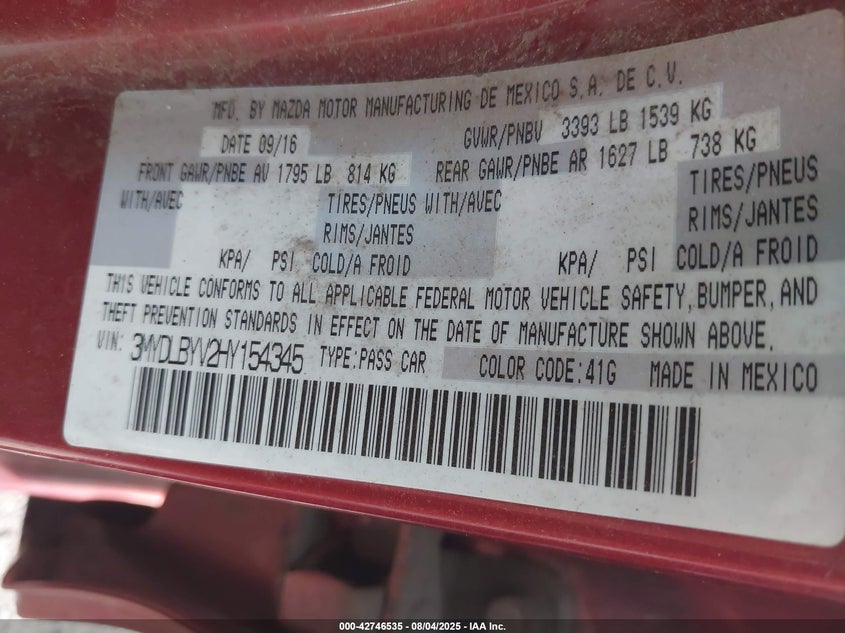 MFD. BY MAZDA MOTOR MANUFACTURING DE MEXICO S.A. DE C.V.
DATE 09/16 GVWR/PNBV 3393 LB 1539 KG
FRONT GAWR/PNBE AV 1795 LB 814 KG REAR GAWR/PNBE AR 1627 LB 738 KG
WITH/AVEC TIRES/PNEUS WITH/AVEC TIRES/PNEUS
RIMS/JANTES RIMS/JANTES
KPA/ PSI COLD/A FROID KPA/ PSI COLD/A FROID
THIS VEHICLE CONFORMS TO ALL APPLICABLE FEDERAL MOTOR VEHICLE SAFETY, BUMPER, AND
THEFT PREVENTION STANDARDS IN EFFECT ON THE DATE OF MANUFACTURE SHOWN ABOVE.
VIN: 3MYDLBYV2HY154345 TYPE:PASS CAR COLOR CODE:41G MADE IN MEXICO
000-42746535 - 08/04/2025 - IAA Inc.